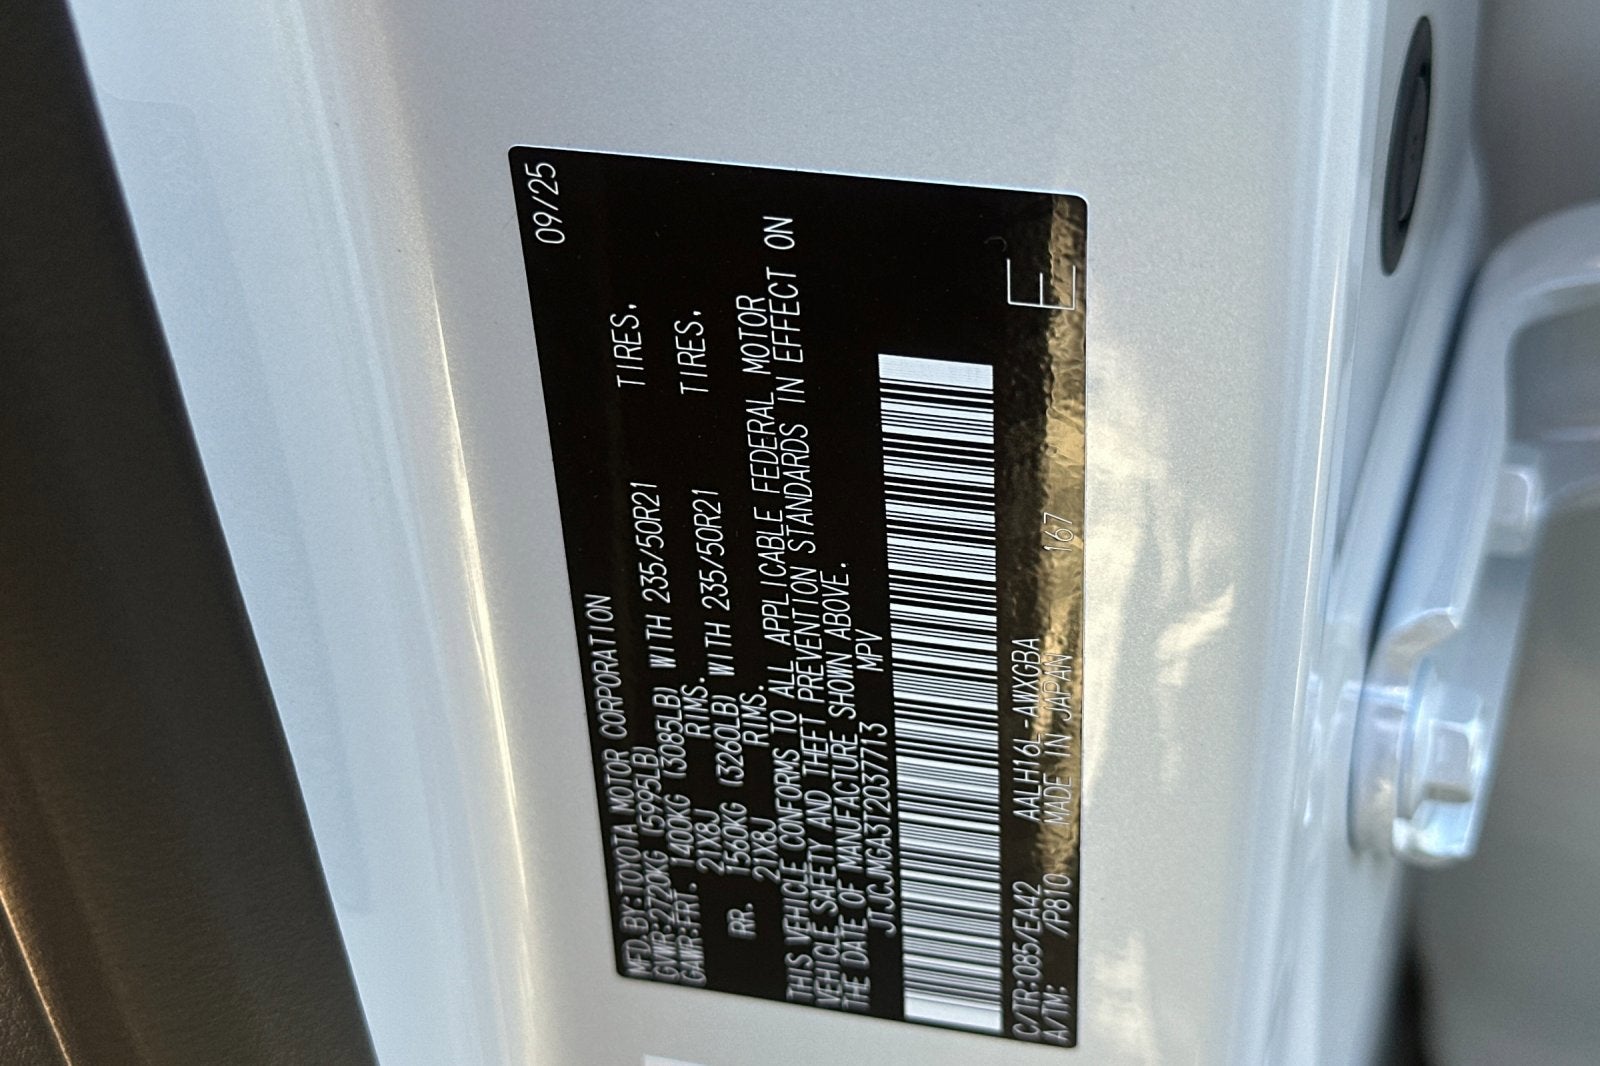 MFD.BY:TOYOTA MOTOR CORPORATION 09/25
GVWR:2720KG (5995LB)
GAWR:FRT. 1400KG (3085LB) WITH 235/50R21 TIRES,
21X8J RIMS.
RR. 1560KG (3260LB) WITH 235/50R21 TIRES,
21X8J RIMS.
THIS VEHICLE CONFORMS TO ALL APPLICABLE FEDERAL MOTOR
VEHICLE SAFETY AND THEFT PREVENTION STANDARDS IN EFFECT ON
THE DATE OF MANUFACTURE SHOWN ABOVE.
JTJCJMGA3T2037713 MPV
C/TR:085/EA42 AALH16L-AWXGBA E
A/TM: /P810 MADE IN JAPAN 167